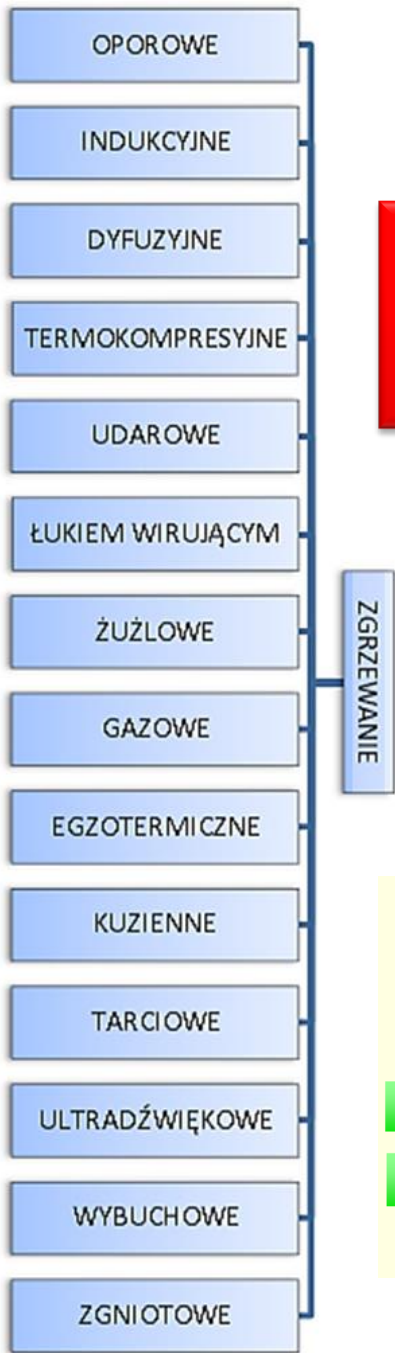 OPOROWE
INDUKCYJNE
DYFUZYJNE
TERMOKOMPRESYJNE
UDAROWE
ŁUKIEM WIRUJĄCYM
ŻUŻLOWE
GAZOWE
EGZOTERMICZNE
KUZIENNE
TARCIOWE
ULTRADŹWIĘKOWE
WYBUCHOWE
ZGNIOTOWE
ZGRZEWANIE